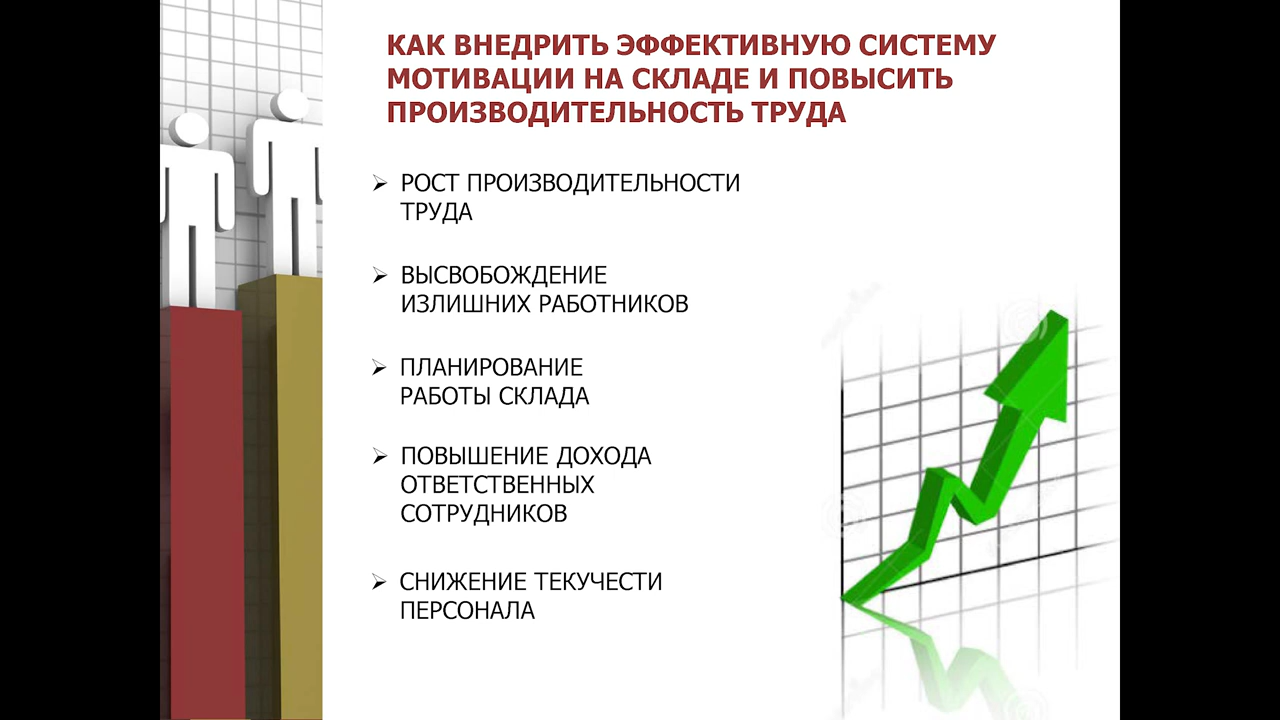 КАК ВНЕДРИТЬ ЭФФЕКТИВНУЮ СИСТЕМУ
МОТИВАЦИИ НА СКЛАДЕ И ПОВЫСИТЬ
ПРОИЗВОДИТЕЛЬНОСТЬ ТРУДА
РОСТ ПРОИЗВОДИТЕЛЬНОСТИ
ТРУДА
ВЫСВОБОЖДЕНИЕ
ИЗЛИШНИХ РАБОТНИКОВ
ПЛАНИРОВАНИЕ
РАБОТЫ СКЛАДА
ПОВЫШЕНИЕ ДОХОДА
ОТВЕТСТВЕННЫХ
СОТРУДНИКОВ
СНИЖЕНИЕ ТЕКУЧЕСТИ
ПЕРСОНАЛА